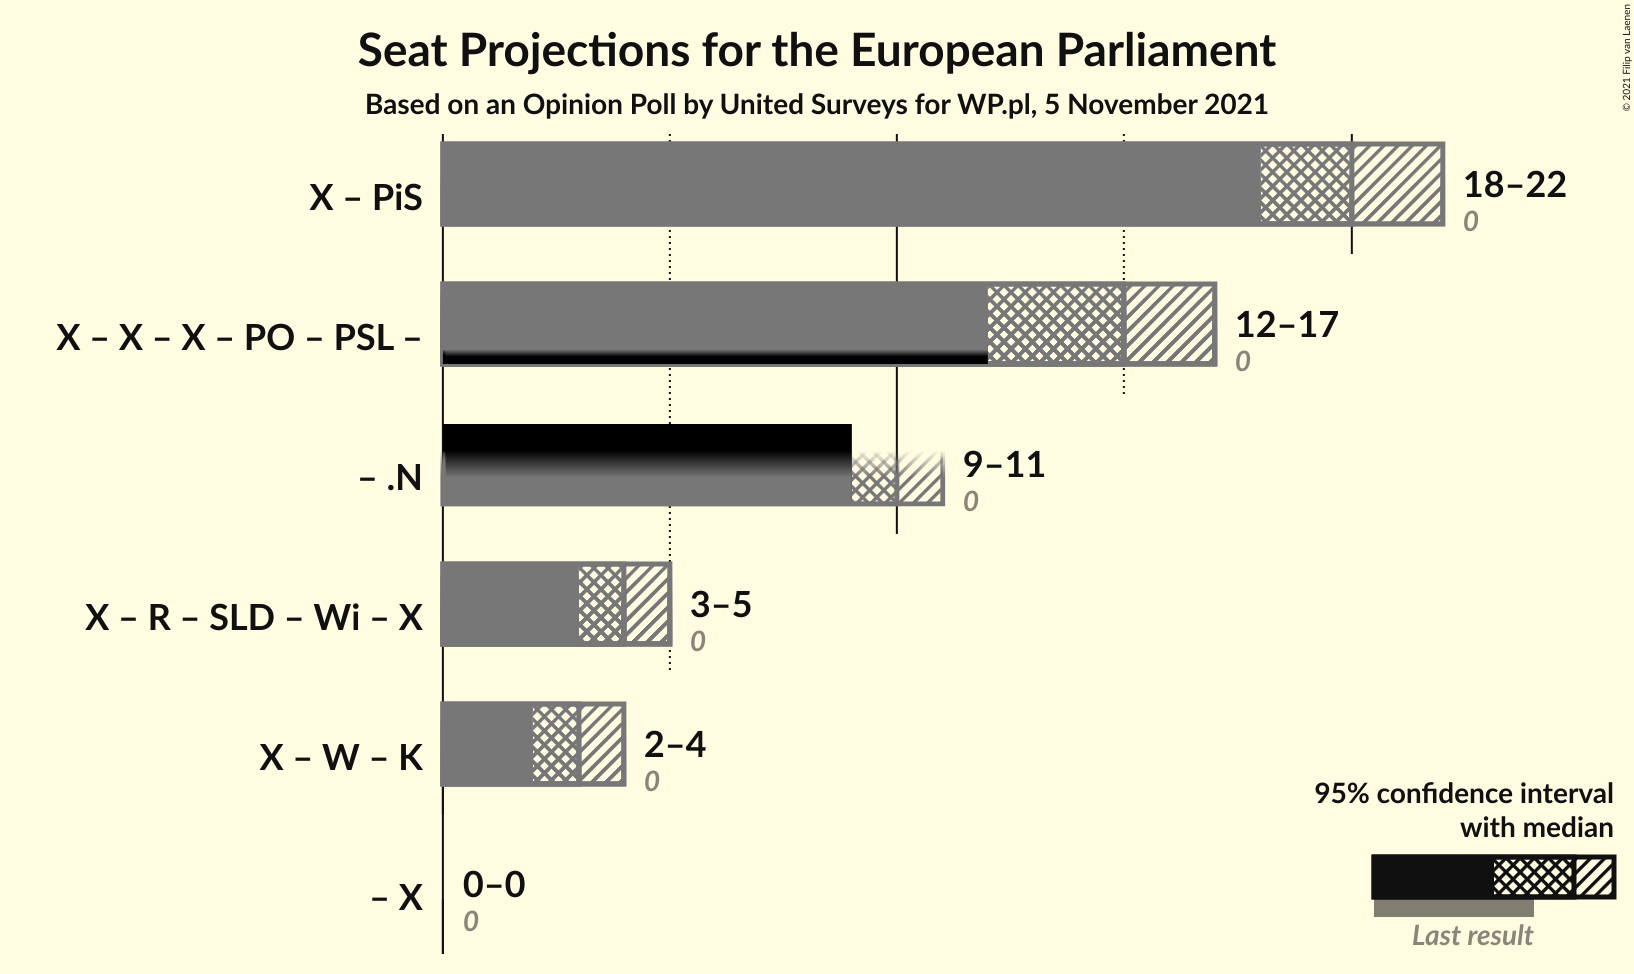 Seat Projections for the European Parliament
Based on an Opinion Poll by United Surveys for WP.pl, 5 November 2021
© 2021 Filip van Laenen
X – PiS
18–22
0
X – X – X – PO – PSL –
12–17
0
– .N
9–11
0
X – R – SLD – Wi – X
3–5
0
X – W – K
2–4
0
– X
0–0
0
95% confidence interval
with median
Last result